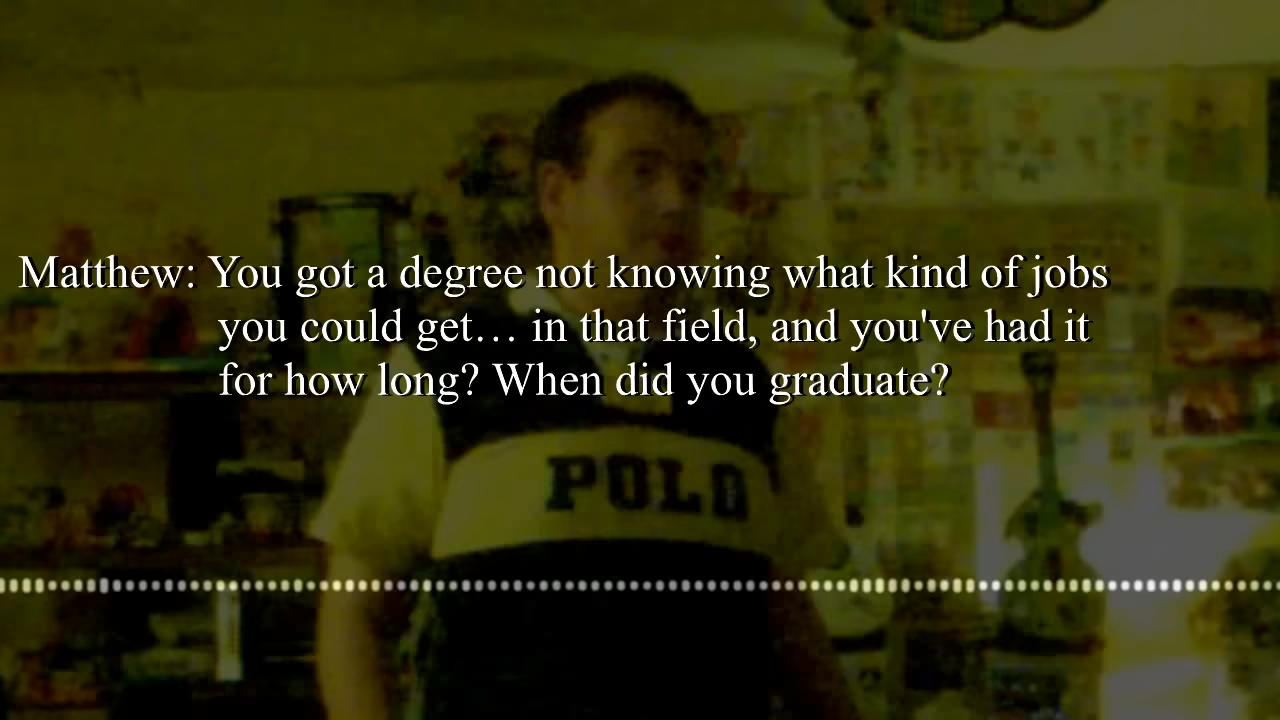 Matthew: You got a degree not knowing what kind of jobs
you could get… in that field, and you've had it
for how long? When did you graduate?
POLO